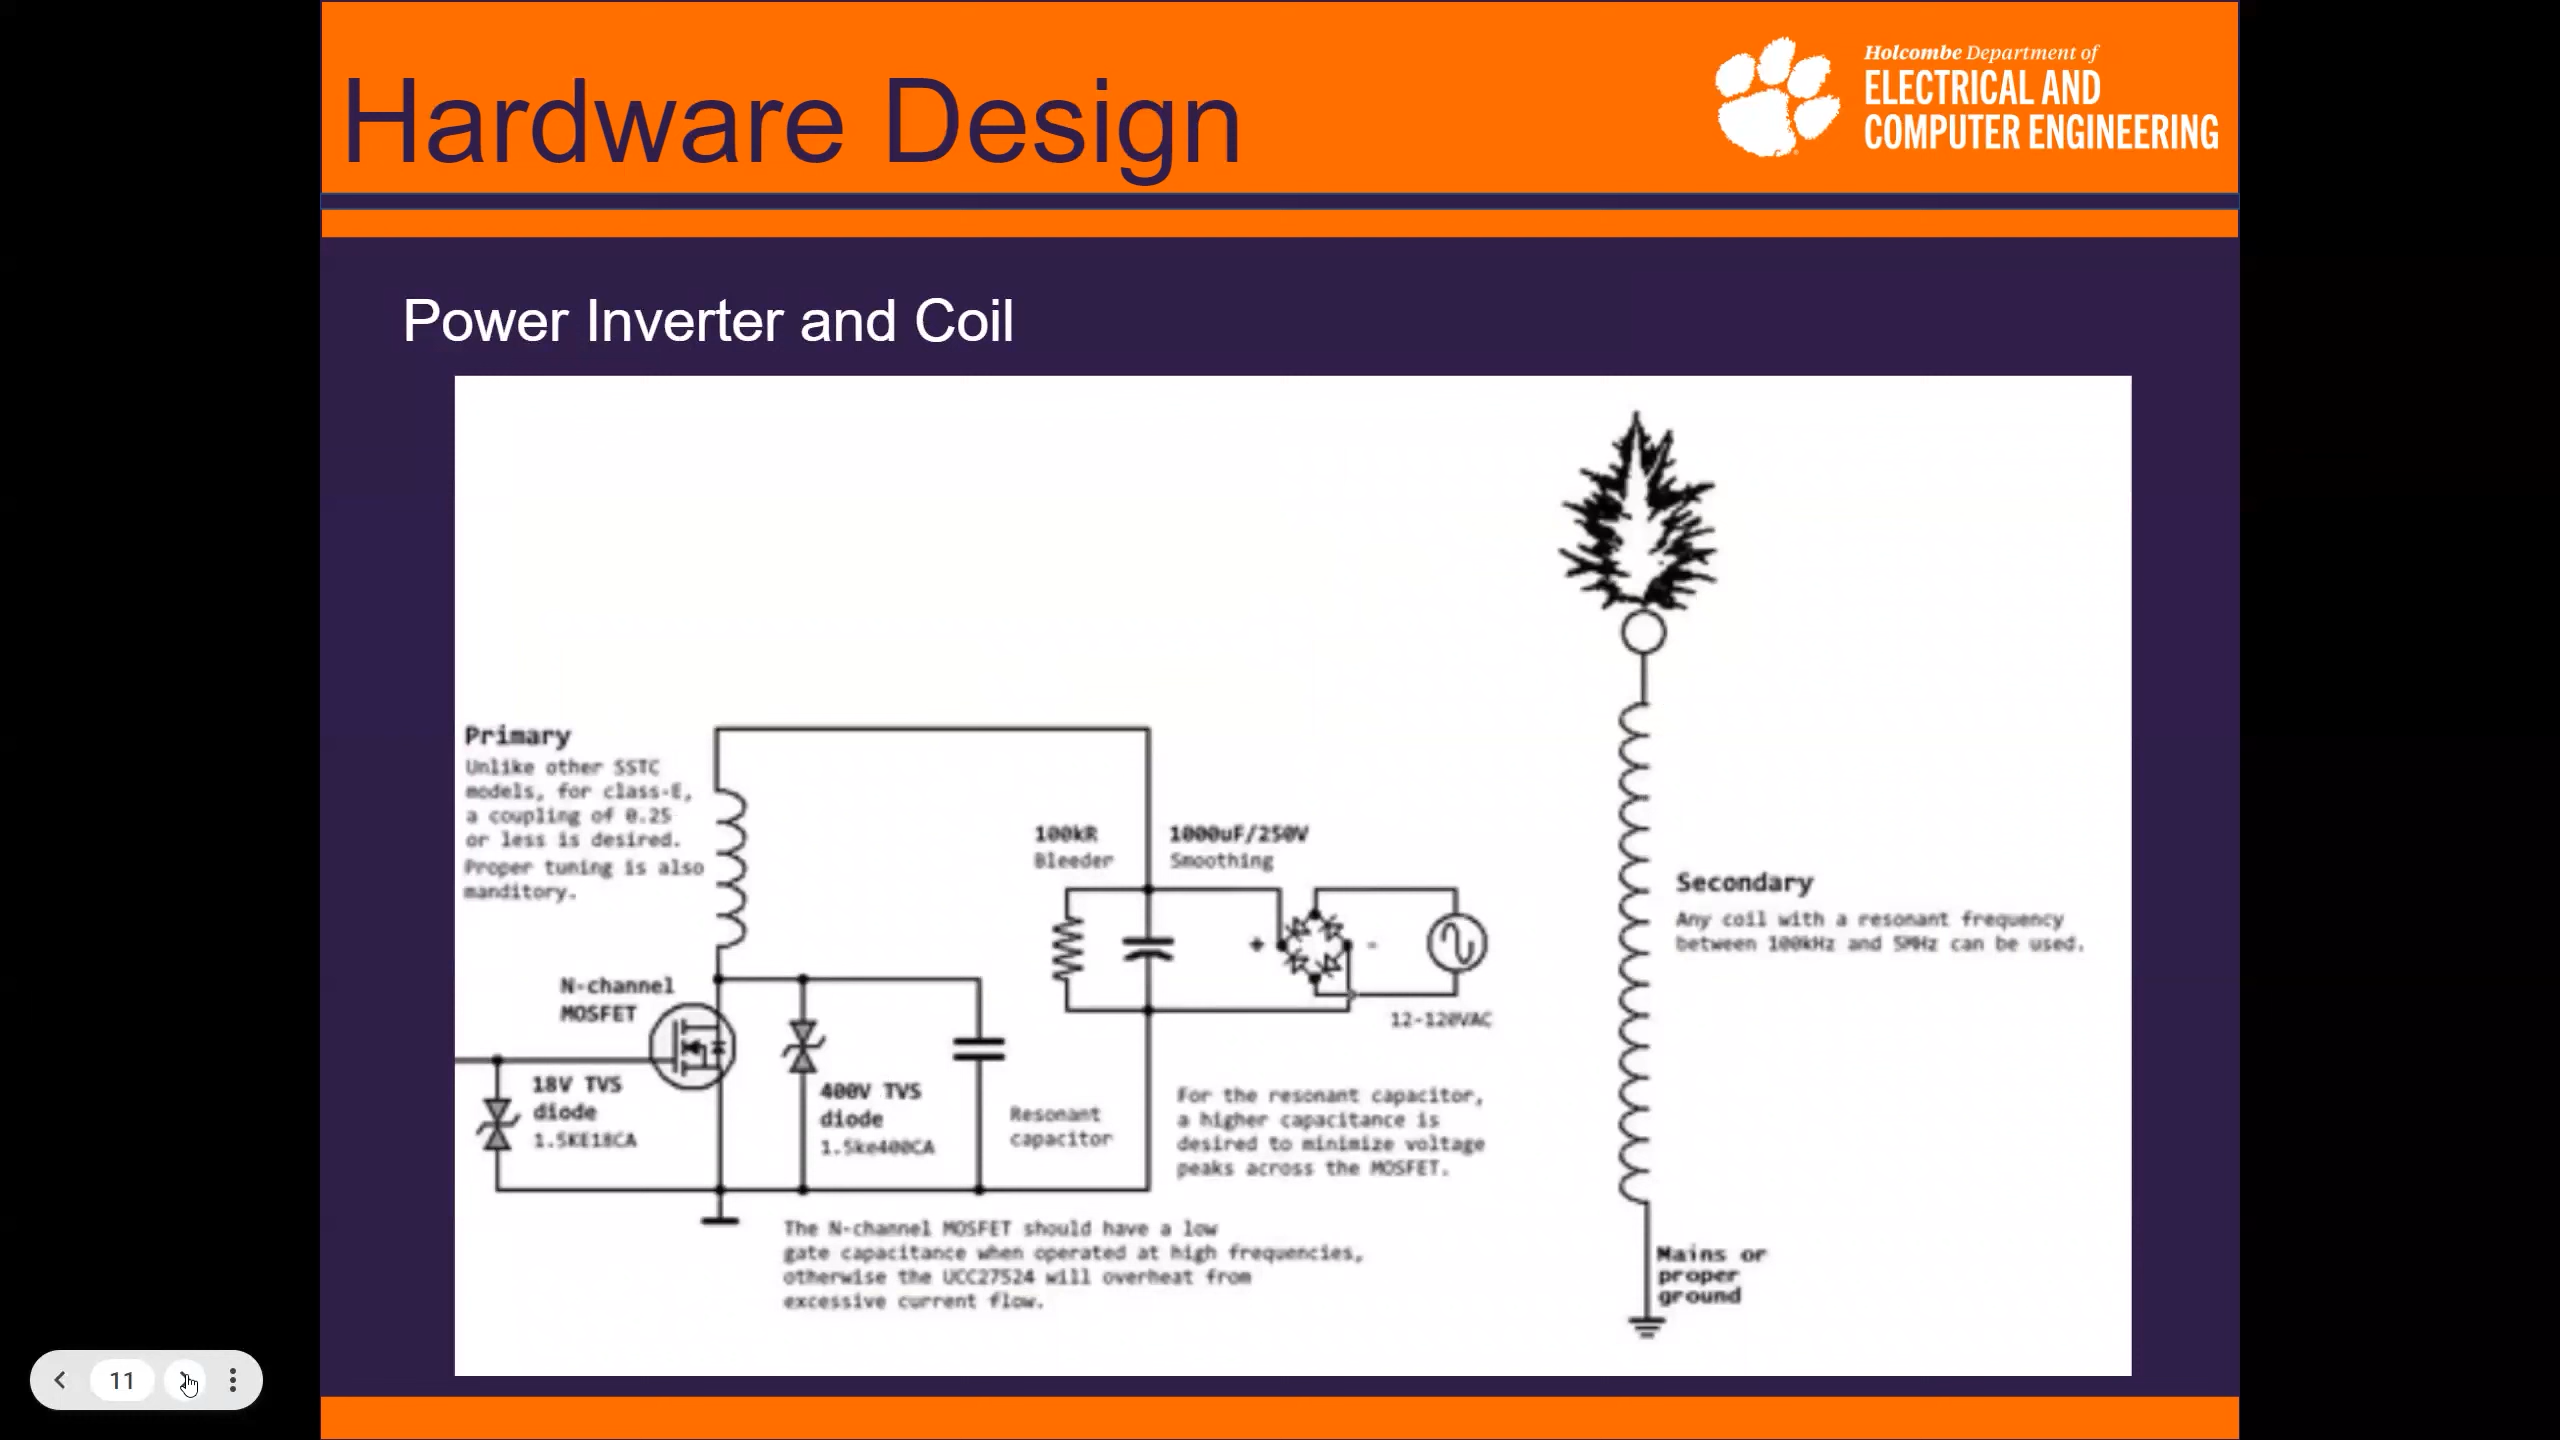 Hardware Design
Holcombe Department of
ELECTRICAL AND
COMPUTER ENGINEERING
Power Inverter and Coil
Primary
Unlike other SSTC
models, for class-E,
a coupling of 0.25
or less is desired.
Proper tuning is also
manditory.
100kR
Bleeder
1000uF/250V
Smoothing
+
-
12-120VAC
Secondary
Any coil with a resonant frequency
between 100kHz and 5MHz can be used.
N-channel
MOSFET
18V TVS
diode
1.5KE18CA
400V TVS
diode
1.5ke400CA
Resonant
capacitor
For the resonant capacitor,
a higher capacitance is
desired to minimize voltage
peaks across the MOSFET.
The N-channel MOSFET should have a low
gate capacitance when operated at high frequencies,
otherwise the UCC27524 will overheat from
excessive current flow.
Mains or
proper
ground
11